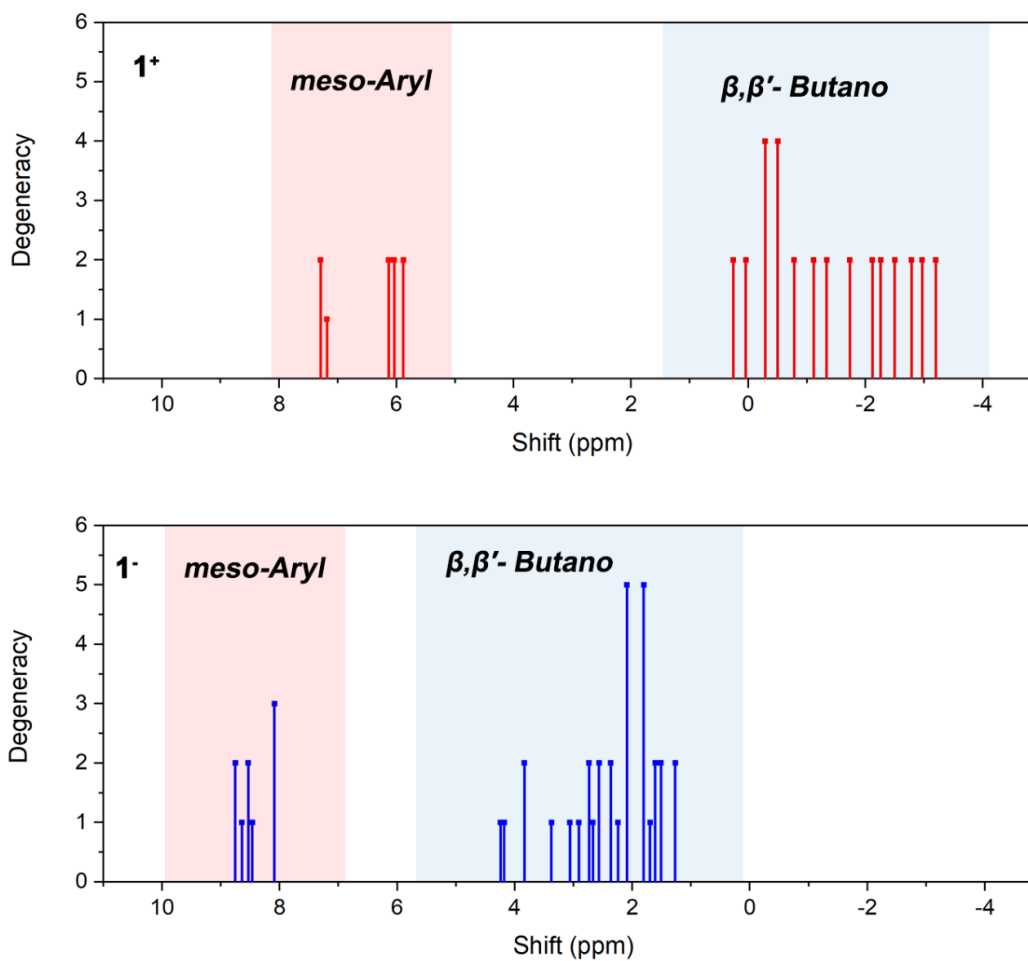 6
5
4
3
2
1
0
Degeneracy
1⁺
meso-Aryl
β,β′- Butano
10 8 6 4 2 0 -2 -4
Shift (ppm)
6
5
4
3
2
1
0
Degeneracy
1⁻
meso-Aryl
β,β′- Butano
10 8 6 4 2 0 -2 -4
Shift (ppm)